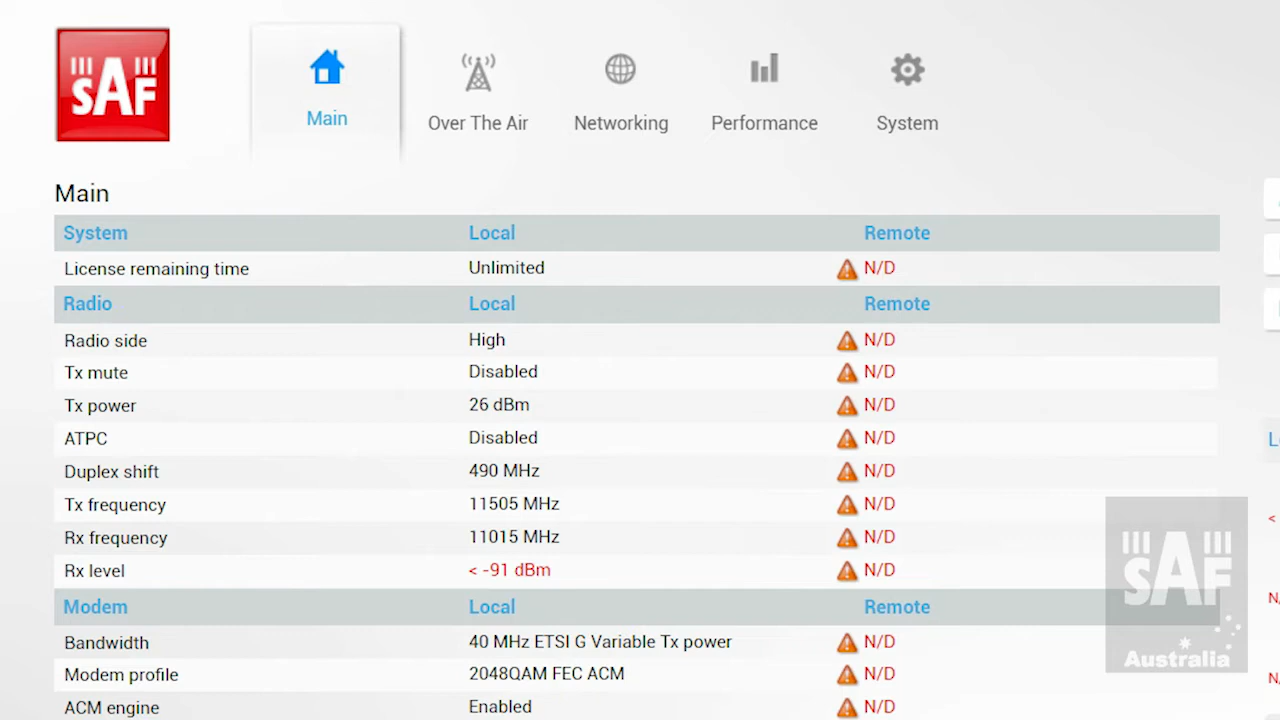 SAF
Main
Over The Air
Networking
Performance
System
Main
System Local Remote
License remaining time Unlimited N/D
Radio Local Remote
Radio side High N/D
Tx mute Disabled N/D
Tx power 26 dBm N/D
ATPC Disabled N/D
Duplex shift 490 MHz N/D
Tx frequency 11505 MHz N/D
Rx frequency 11015 MHz N/D
Rx level < -91 dBm N/D
Modem Local Remote
Bandwidth 40 MHz ETSI G Variable Tx power N/D
Modem profile 2048QAM FEC ACM N/D
ACM engine Enabled N/D
SAF
Australia